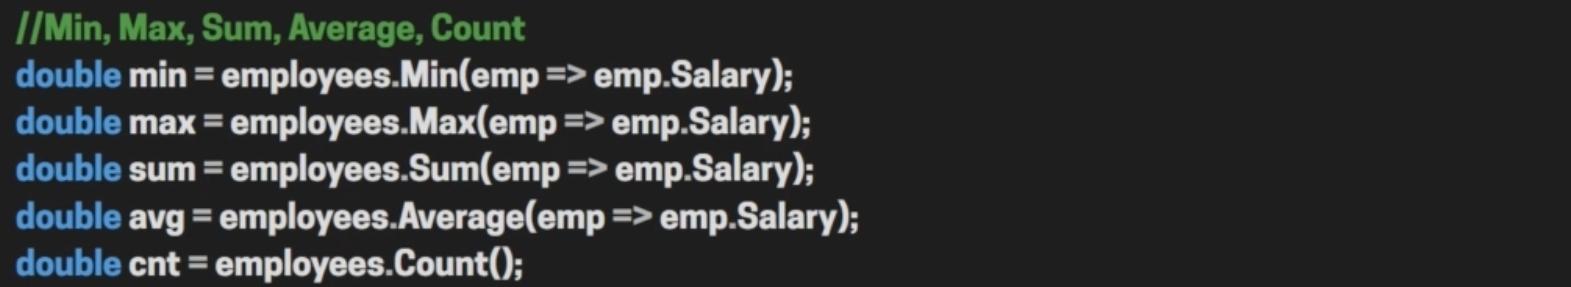 //Min, Max, Sum, Average, Count
double min = employees.Min(emp => emp.Salary);
double max = employees.Max(emp => emp.Salary);
double sum = employees.Sum(emp => emp.Salary);
double avg = employees.Average(emp => emp.Salary);
double cnt = employees.Count();